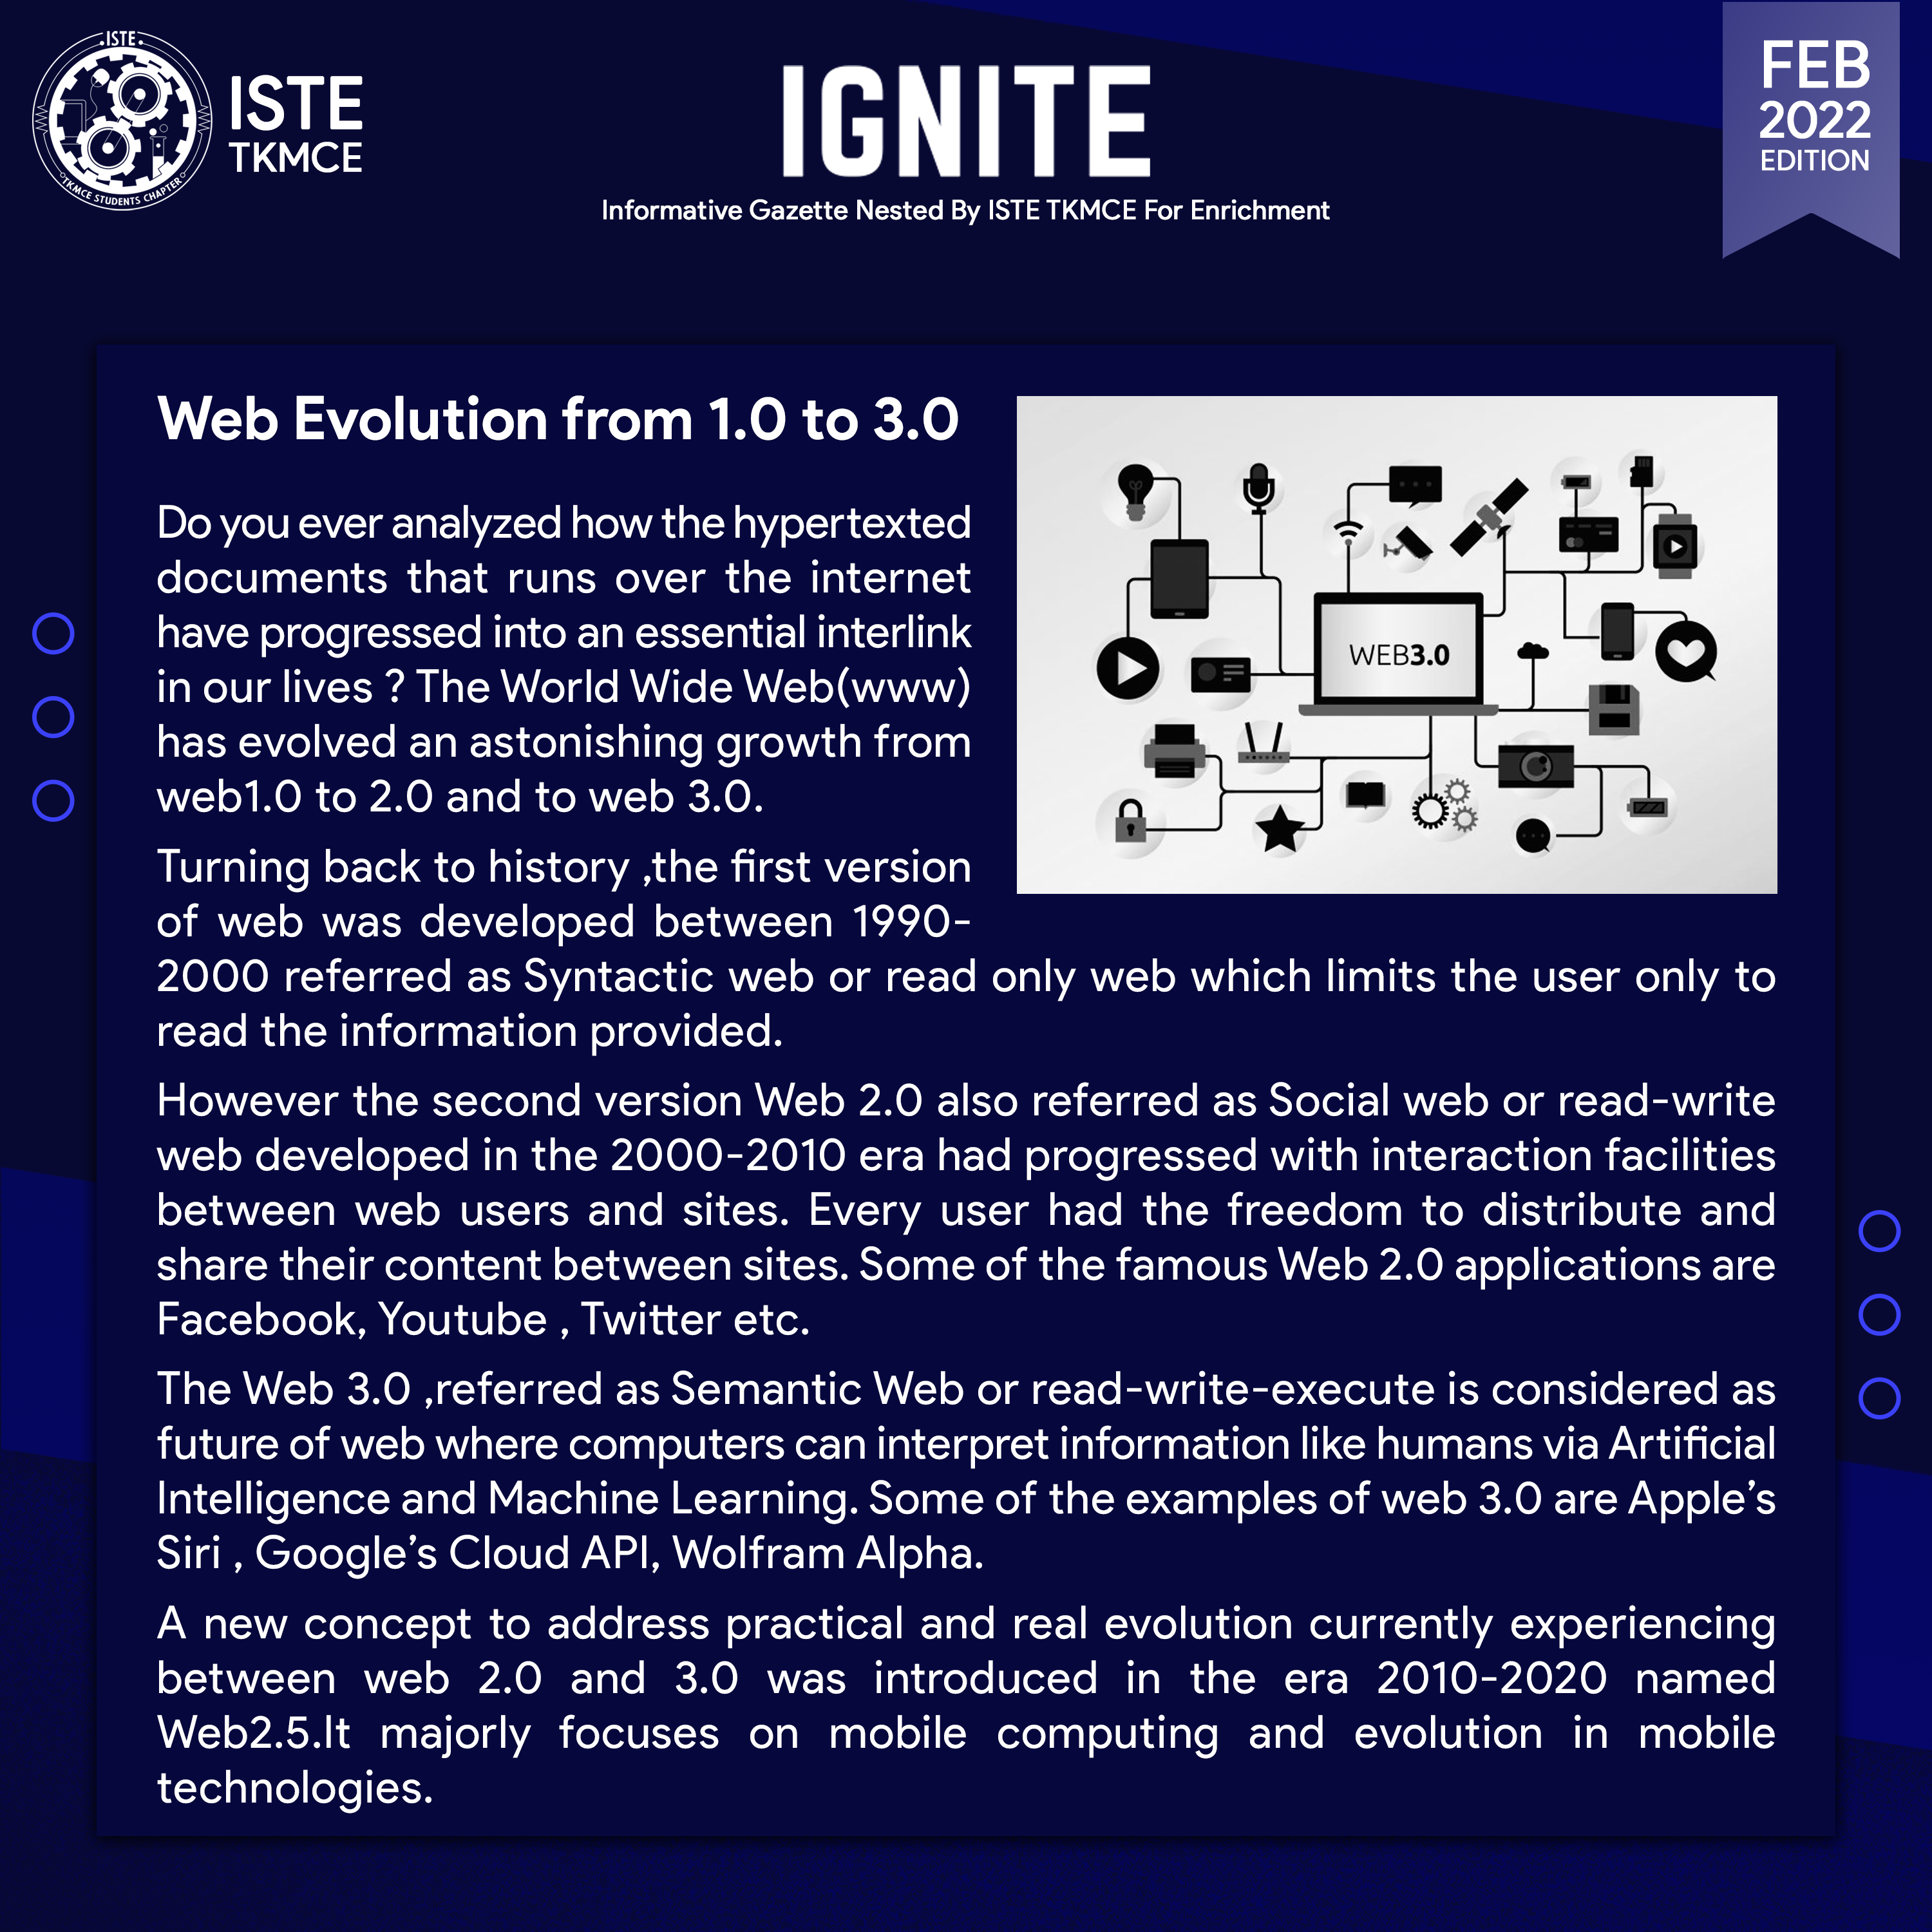 .ISTE.
TKMCE STUDENTS CHAPTER
ISTE
TKMCE
IGNITE
Informative Gazette Nested By ISTE TKMCE For Enrichment
FEB
2022
EDITION
Web Evolution from 1.0 to 3.0
Do you ever analyzed how the hypertexted
documents that runs over the internet
have progressed into an essential interlink
in our lives ? The World Wide Web(www)
has evolved an astonishing growth from
web1.0 to 2.0 and to web 3.0.
WEB3.0
Turning back to history ,the first version
of web was developed between 1990-
2000 referred as Syntactic web or read only web which limits the user only to
read the information provided.
However the second version Web 2.0 also referred as Social web or read-write
web developed in the 2000-2010 era had progressed with interaction facilities
between web users and sites. Every user had the freedom to distribute and
share their content between sites. Some of the famous Web 2.0 applications are
Facebook, Youtube , Twitter etc.
The Web 3.0 ,referred as Semantic Web or read-write-execute is considered as
future of web where computers can interpret information like humans via Artificial
Intelligence and Machine Learning. Some of the examples of web 3.0 are Apple’s
Siri , Google’s Cloud API, Wolfram Alpha.
A new concept to address practical and real evolution currently experiencing
between web 2.0 and 3.0 was introduced in the era 2010-2020 named
Web2.5.It majorly focuses on mobile computing and evolution in mobile
technologies.